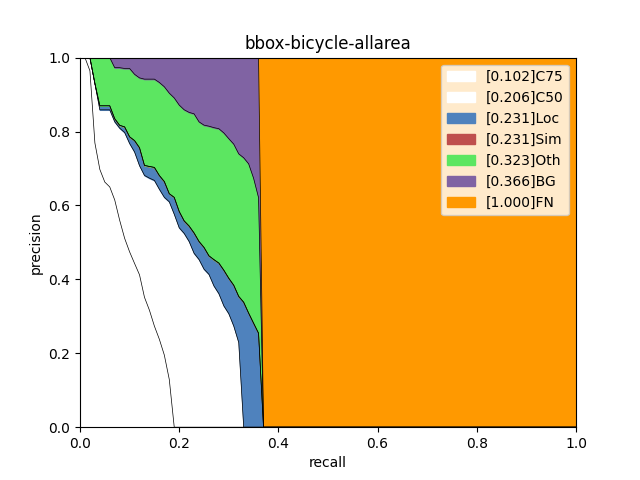 bbox-bicycle-allarea
[0.102]C75
[0.206]C50
[0.231]Loc
[0.231]Sim
[0.323]Oth
[0.366]BG
[1.000]FN
precision
1.0
0.8
0.6
0.4
0.2
0.0
0.0 0.2 0.4 0.6 0.8 1.0
recall